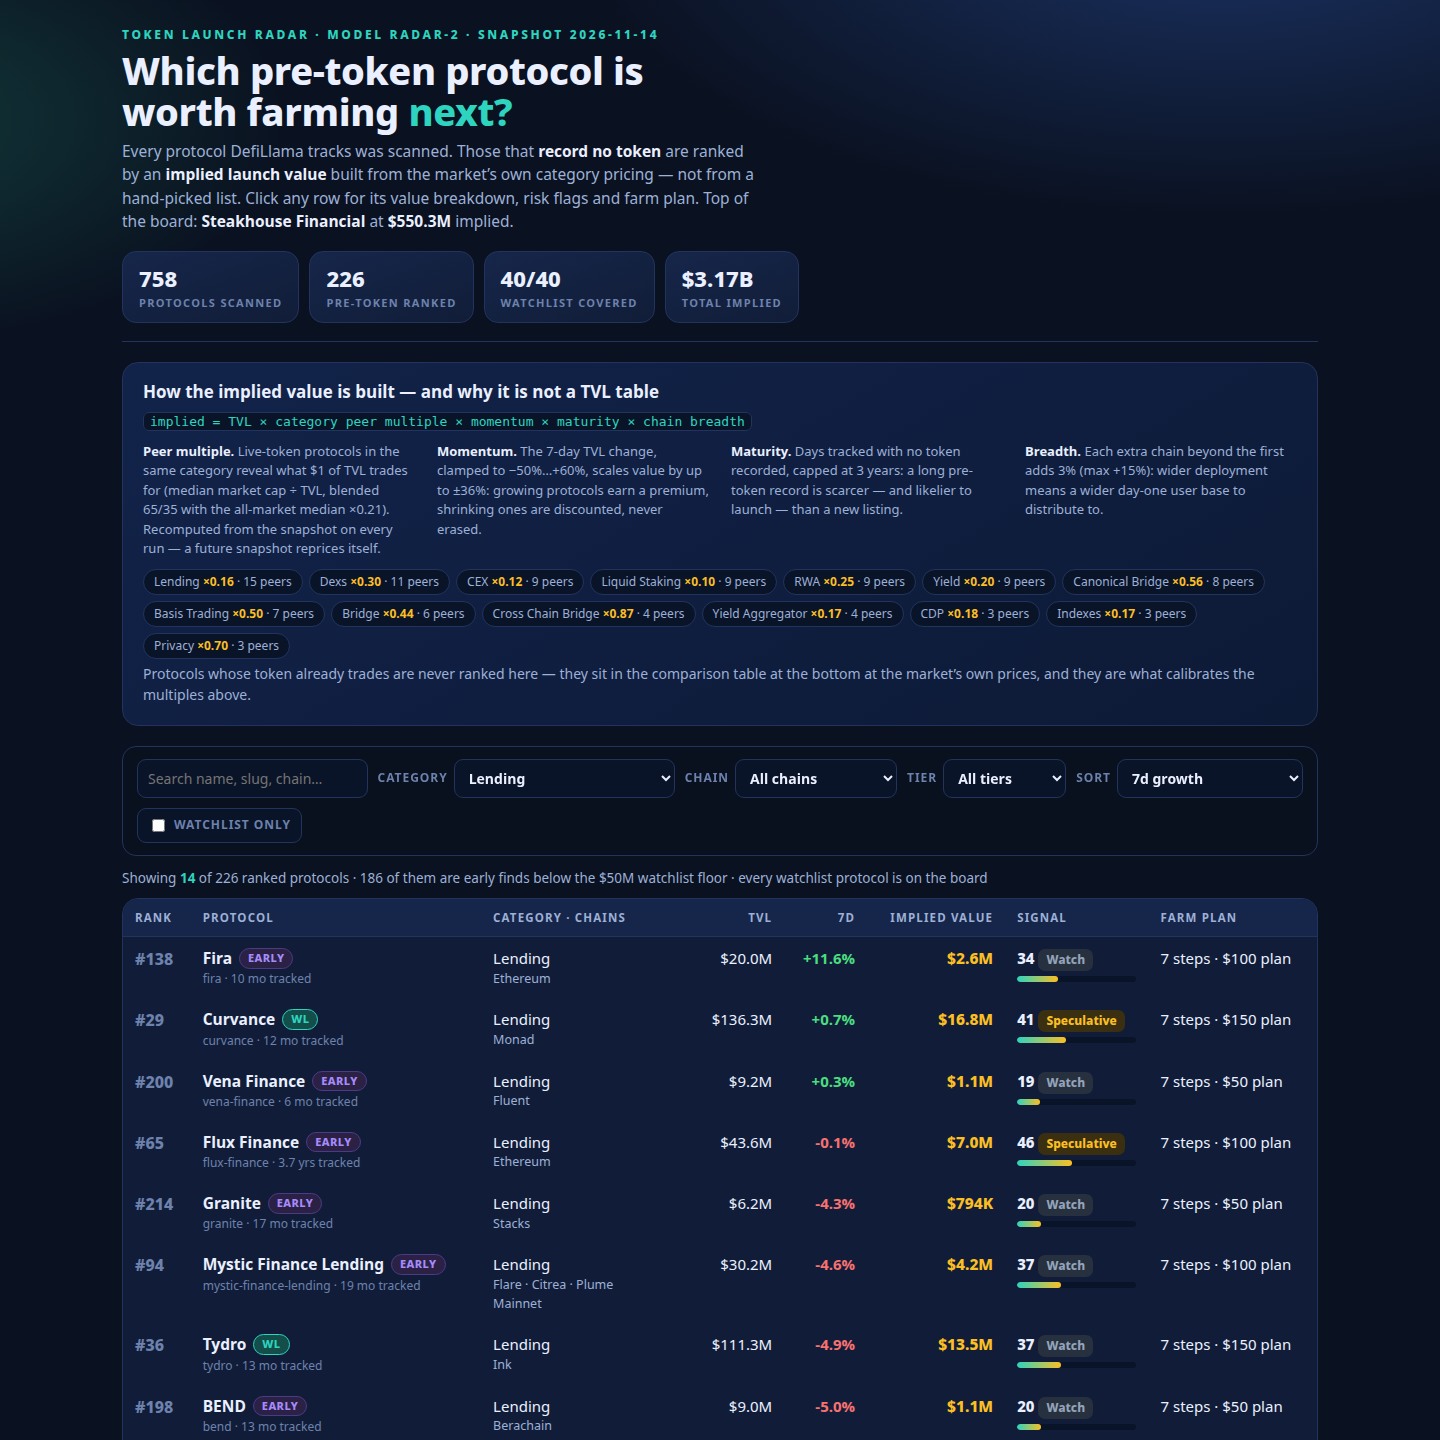 TOKEN LAUNCH RADAR · MODEL RADAR-2 · SNAPSHOT 2026-11-14
Which pre-token protocol is
worth farming next?
Every protocol DefiLlama tracks was scanned. Those that record no token are ranked
by an implied launch value built from the market's own category pricing — not from a
hand-picked list. Click any row for its value breakdown, risk flags and farm plan. Top of
the board: Steakhouse Financial at $550.3M implied.
758
PROTOCOLS SCANNED
226
PRE-TOKEN RANKED
40/40
WATCHLIST COVERED
$3.17B
TOTAL IMPLIED
How the implied value is built — and why it is not a TVL table
implied = TVL × category peer multiple × momentum × maturity × chain breadth
Peer multiple. Live-token protocols in the
same category reveal what $1 of TVL trades
for (median market cap ÷ TVL, blended
65/35 with the all-market median ×0.21).
Recomputed from the snapshot on every
run — a future snapshot reprices itself.
Momentum. The 7-day TVL change,
clamped to −50%…+60%, scales value by up
to ±36%: growing protocols earn a premium,
shrinking ones are discounted, never
erased.
Maturity. Days tracked with no token
recorded, capped at 3 years: a long pre-
token record is scarcer — and likelier to
launch — than a new listing.
Breadth. Each extra chain beyond the first
adds 3% (max +15%): wider deployment
means a wider day-one user base to
distribute to.
Lending ×0.16 · 15 peers
Dexs ×0.30 · 11 peers
CEX ×0.12 · 9 peers
Liquid Staking ×0.10 · 9 peers
RWA ×0.25 · 9 peers
Yield ×0.20 · 9 peers
Canonical Bridge ×0.56 · 8 peers
Basis Trading ×0.50 · 7 peers
Bridge ×0.44 · 6 peers
Cross Chain Bridge ×0.87 · 4 peers
Yield Aggregator ×0.17 · 4 peers
CDP ×0.18 · 3 peers
Indexes ×0.17 · 3 peers
Privacy ×0.70 · 3 peers
Protocols whose token already trades are never ranked here — they sit in the comparison table at the bottom at the market's own prices, and they are what calibrates the
multiples above.
Search name, slug, chain…
CATEGORY Lending
CHAIN All chains
TIER All tiers
SORT 7d growth
WATCHLIST ONLY
Showing 14 of 226 ranked protocols · 186 of them are early finds below the $50M watchlist floor · every watchlist protocol is on the board
RANK PROTOCOL CATEGORY · CHAINS TVL 7D IMPLIED VALUE SIGNAL FARM PLAN
#138 Fira EARLY Lending $20.0M +11.6% $2.6M 34 Watch 7 steps · $100 plan
fira · 10 mo tracked Ethereum
#29 Curvance WL Lending $136.3M +0.7% $16.8M 41 Speculative 7 steps · $150 plan
curvance · 12 mo tracked Monad
#200 Vena Finance EARLY Lending $9.2M +0.3% $1.1M 19 Watch 7 steps · $50 plan
vena-finance · 6 mo tracked Fluent
#65 Flux Finance EARLY Lending $43.6M -0.1% $7.0M 46 Speculative 7 steps · $100 plan
flux-finance · 3.7 yrs tracked Ethereum
#214 Granite EARLY Lending $6.2M -4.3% $794K 20 Watch 7 steps · $50 plan
granite · 17 mo tracked Stacks
#94 Mystic Finance Lending EARLY Lending $30.2M -4.6% $4.2M 37 Watch 7 steps · $100 plan
mystic-finance-lending · 19 mo tracked Flare · Citrea · Plume
Mainnet
#36 Tydro WL Lending $111.3M -4.9% $13.5M 37 Watch 7 steps · $150 plan
tydro · 13 mo tracked Ink
#198 BEND EARLY Lending $9.0M -5.0% $1.1M 20 Watch 7 steps · $50 plan
bend · 13 mo tracked Berachain